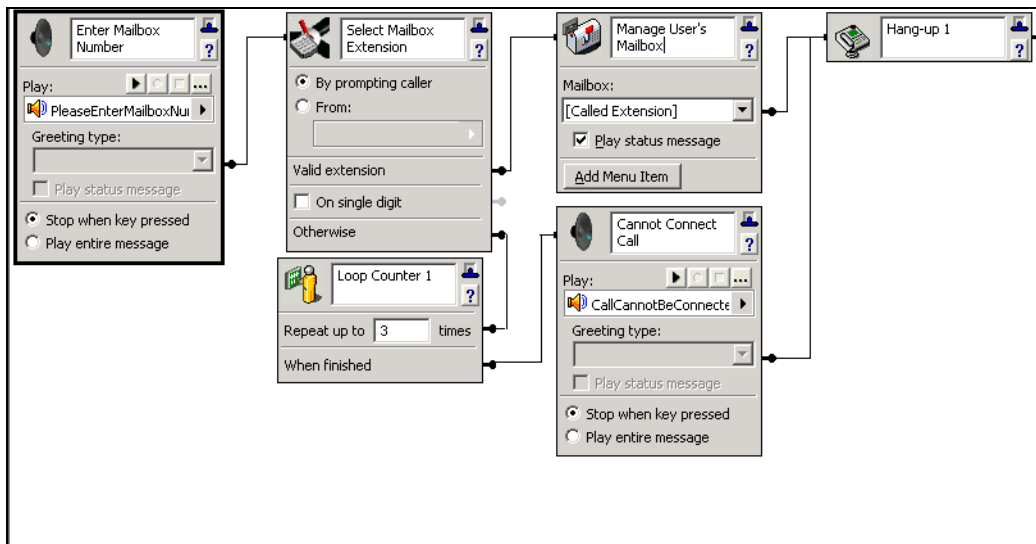 Enter Mailbox
Number
?
Play:
...
PleaseEnterMailboxNu
Greeting type:
Play status message
Stop when key pressed
Play entire message
Select Mailbox
Extension
?
By prompting caller
From:
Valid extension
On single digit
Otherwise
Loop Counter 1
?
Repeat up to 3 times
When finished
Manage User's
Mailbox
?
Mailbox:
[Called Extension]
Play status message
Add Menu Item
Cannot Connect
Call
?
Play:
...
CallCannotBeConnecte
Greeting type:
Play status message
Stop when key pressed
Play entire message
Hang-up 1
?